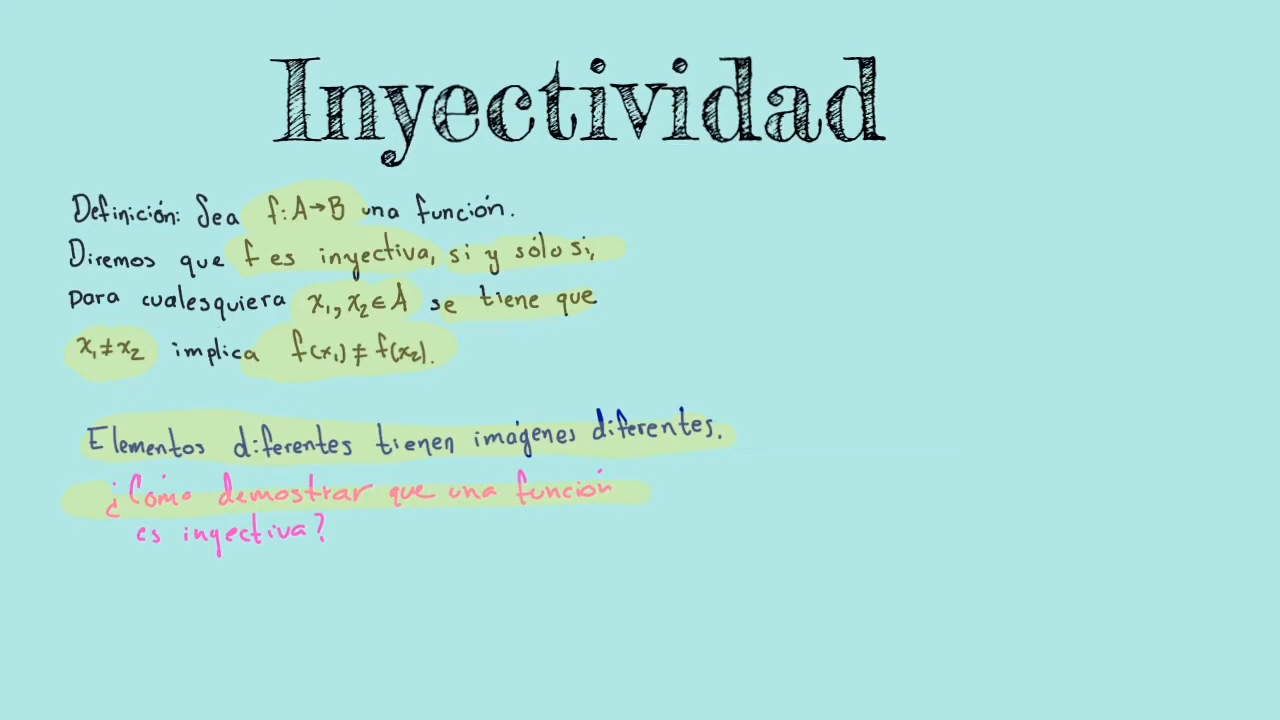 Inyectividad
Definición: Sea f: A→B una función.
Diremos que f es inyectiva, si y sólo si,
para cualesquiera x₁, x₂ ∈ A se tiene que
x₁ ≠ x₂ implica f(x₁) ≠ f(x₂).
Elementos diferentes tienen imágenes diferentes.
¿Cómo demostrar que una función
es inyectiva?